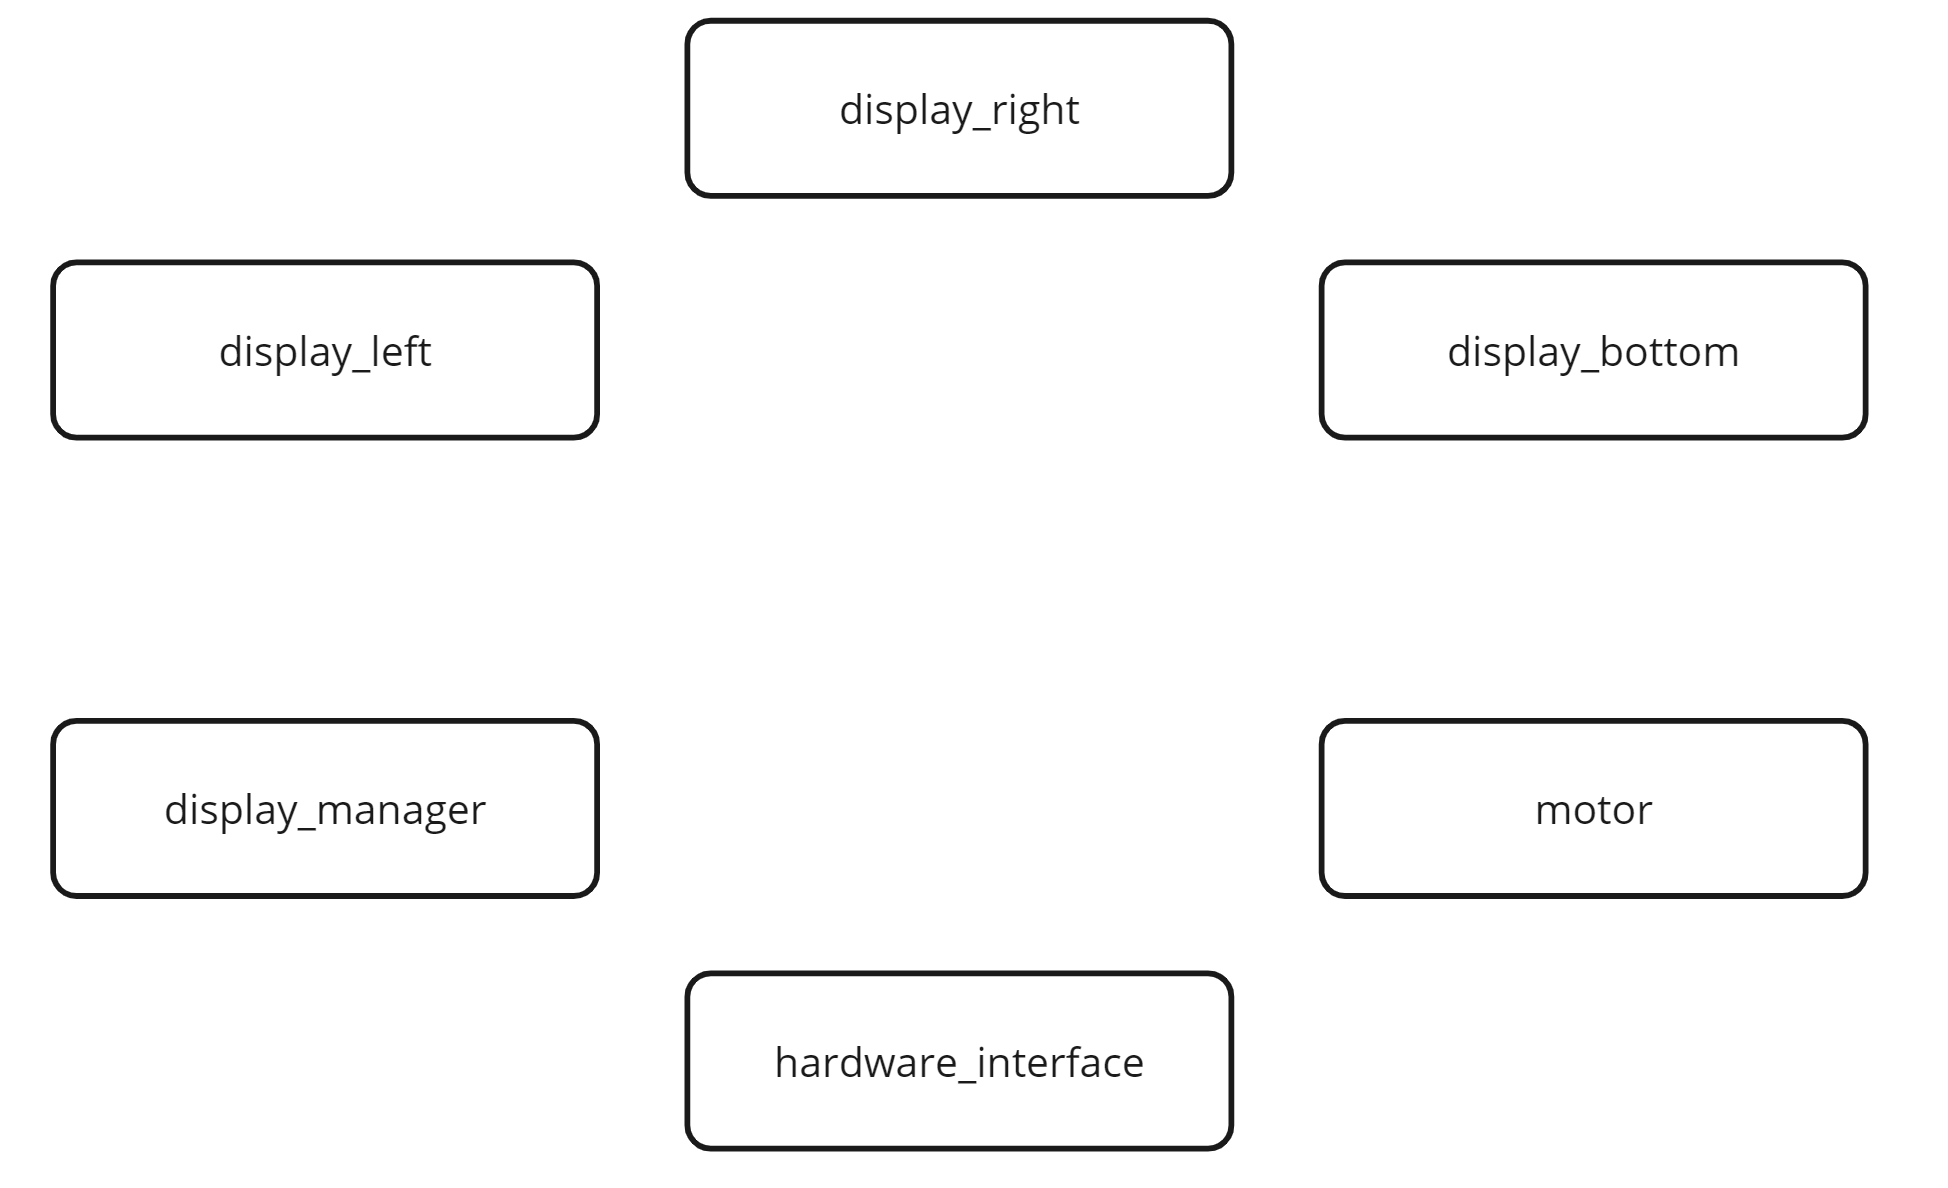 display_right
display_left
display_bottom
display_manager
motor
hardware_interface